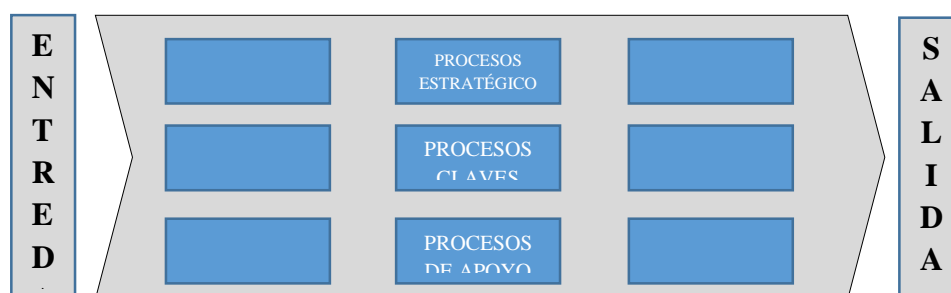 E
N
T
R
E
D
PROCESOS
ESTRATÉGICO
PROCESOS
CLAVES
PROCESOS
DE APOYO
S
A
L
I
D
A